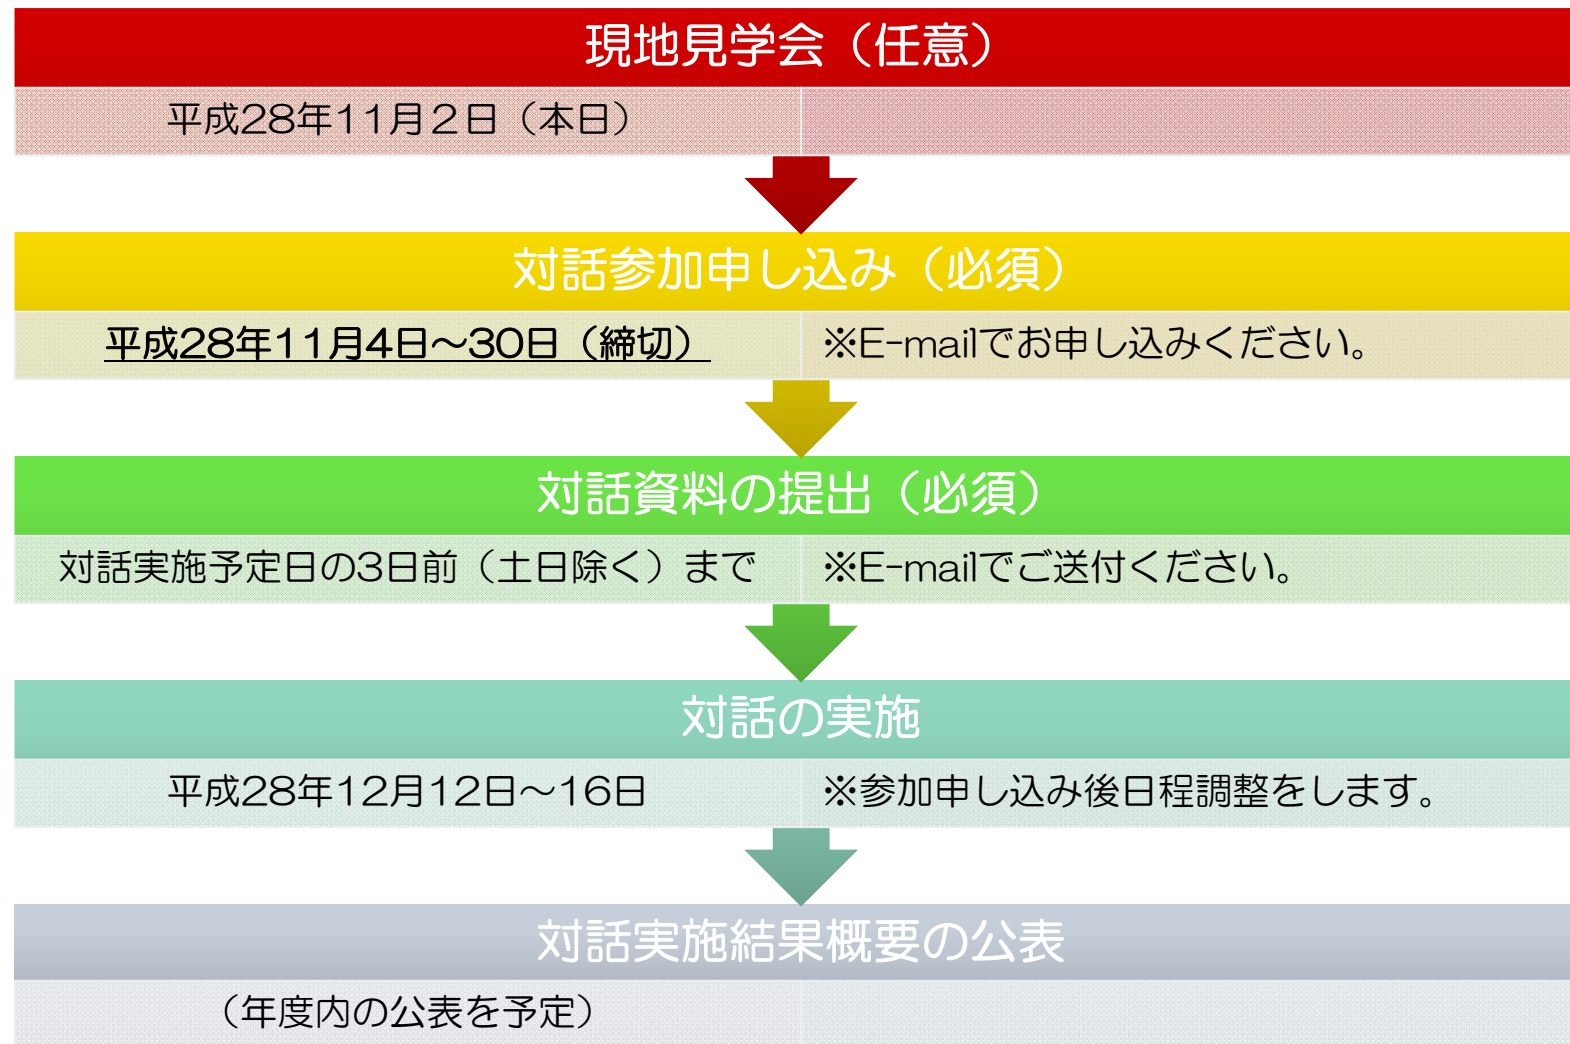 現地見学会（任意）
平成28年11月２日（本日）
対話参加申し込み（必須）
平成28年11月4日～30日（締切）
※E-mailでお申し込みください。
対話資料の提出（必須）
対話実施予定日の3日前（土日除く）まで
※E-mailでご送付ください。
対話の実施
平成28年12月12日～16日
※参加申し込み後日程調整をします。
対話実施結果概要の公表
（年度内の公表を予定）